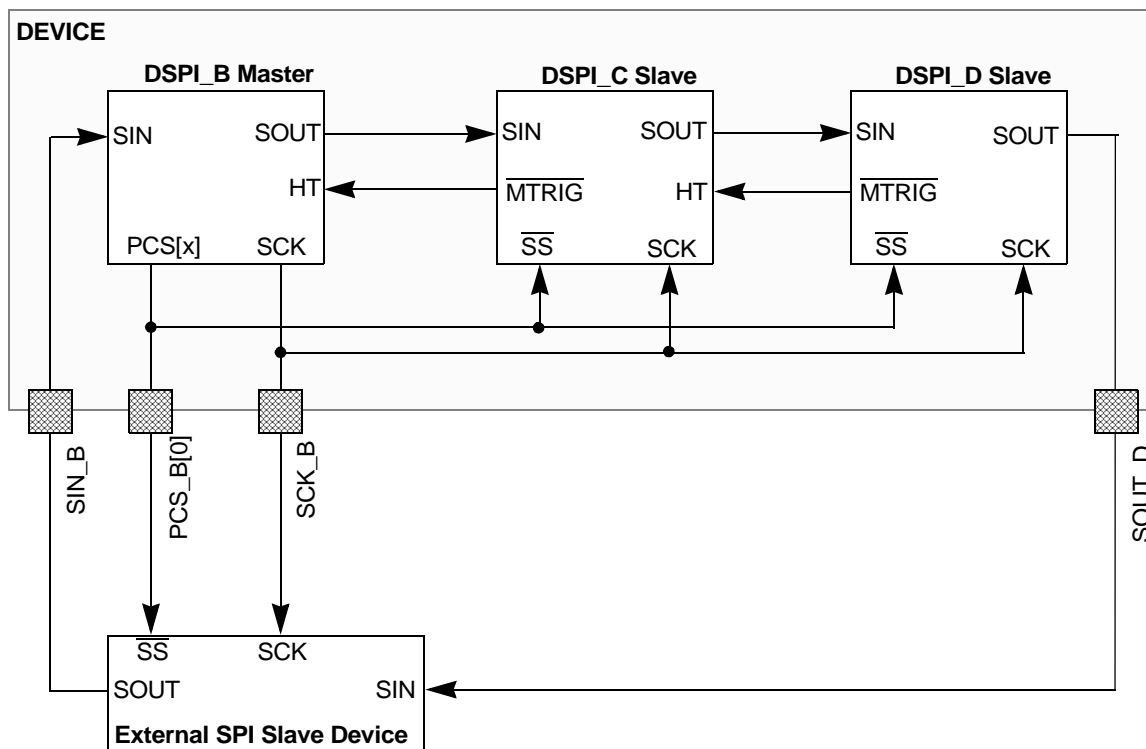 DEVICE
DSPI_B Master
DSPI_C Slave
DSPI_D Slave
SIN
SOUT
HT
PCS[x]
SCK
SIN
SOUT
MTRIG
HT
SS
SCK
SIN
SOUT
MTRIG
SS
SCK
SIN_B
PCS_B[0]
SCK_B
SOUT_D
SS
SCK
SOUT
SIN
External SPI Slave Device